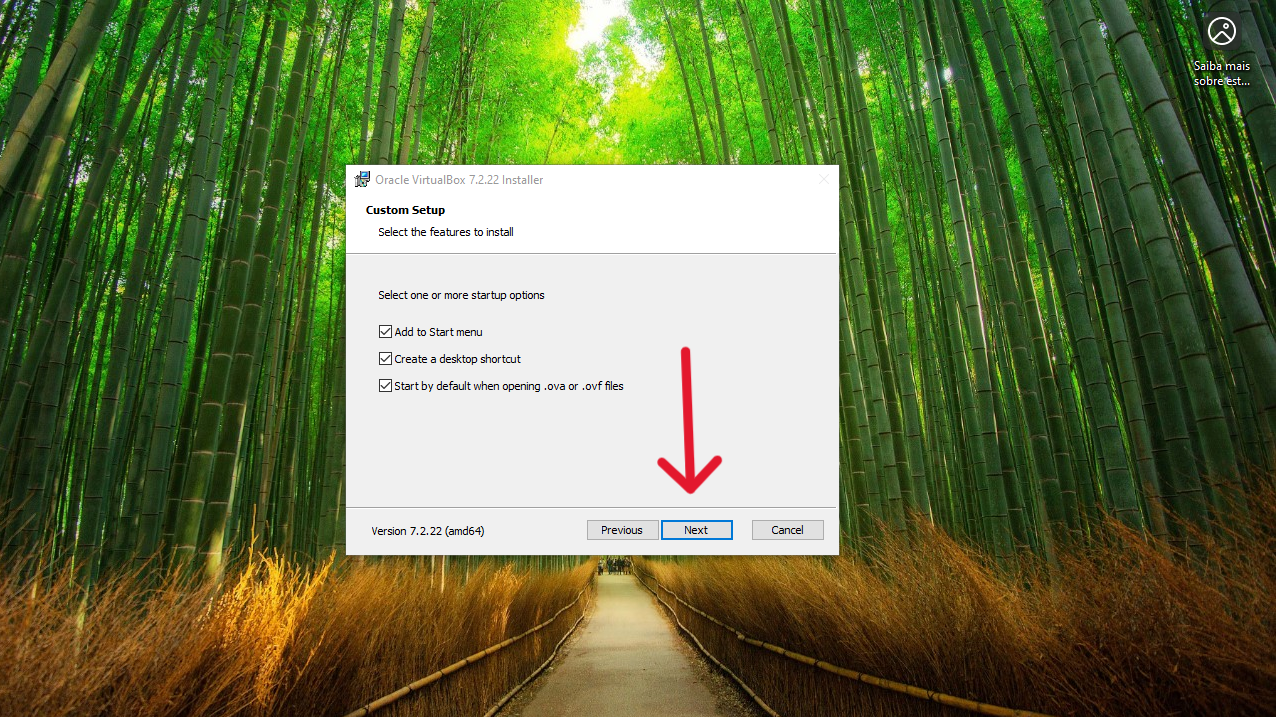 Saiba mais
sobre est...
Oracle VirtualBox 7.2.22 Installer
Custom Setup
Select the features to install
Select one or more startup options
Add to Start menu
Create a desktop shortcut
Start by default when opening .ova or .ovf files
Version 7.2.22 (amd64)
Previous
Next
Cancel